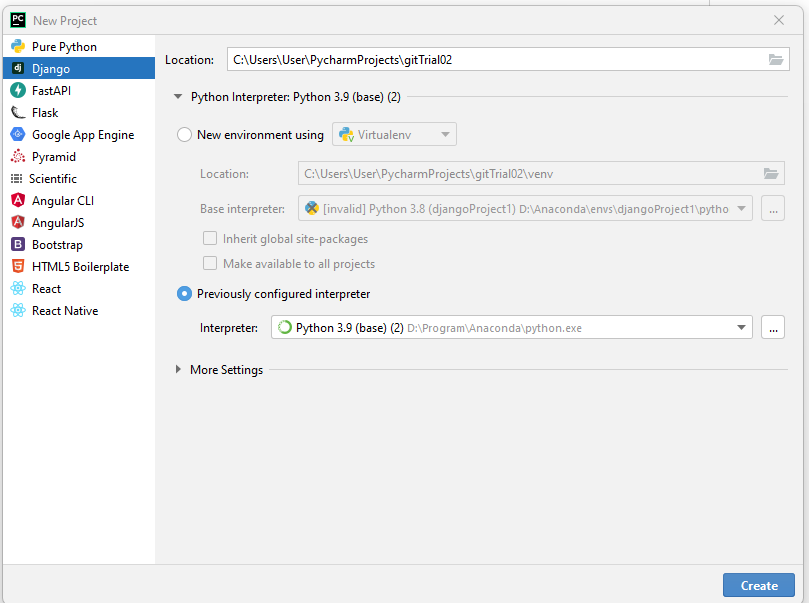 PC New Project
Pure Python
dj Django
FastAPI
Flask
Google App Engine
Pyramid
Scientific
Angular CLI
AngularJS
B Bootstrap
HTML5 Boilerplate
React
React Native
Location: C:\Users\User\PycharmProjects\gitTrial02
Python Interpreter: Python 3.9 (base) (2)
New environment using Virtualenv
Location: C:\Users\User\PycharmProjects\gitTrial02\venv
Base interpreter: [invalid] Python 3.8 (djangoProject1) D:\Anaconda\envs\djangoProject1\pytho ...
Inherit global site-packages
Make available to all projects
Previously configured interpreter
Interpreter: Python 3.9 (base) (2) D:\Program\Anaconda\python.exe ...
More Settings
Create